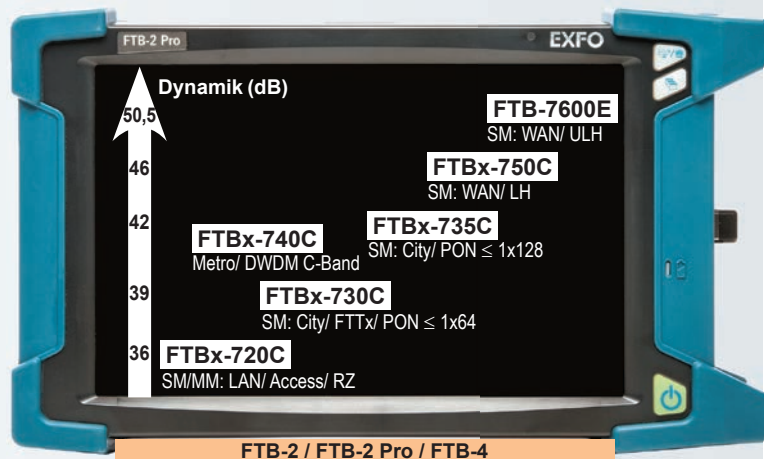 FTB-2 Pro
EXFO
Dynamik (dB)
50,5
FTB-7600E
SM: WAN/ ULH
46
FTBx-750C
SM: WAN/ LH
42
FTBx-735C
SM: City/ PON ≤ 1x128
FTBx-740C
Metro/ DWDM C-Band
39
FTBx-730C
SM: City/ FTTx/ PON ≤ 1x64
36
FTBx-720C
SM/MM: LAN/ Access/ RZ
FTB-2 / FTB-2 Pro / FTB-4